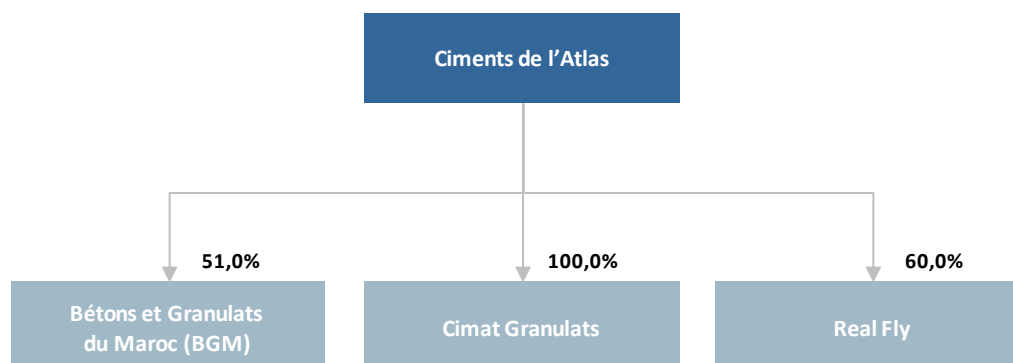 Ciments de l’Atlas
51,0%
100,0%
60,0%
Bétons et Granulats
du Maroc (BGM)
Cimat Granulats
Real Fly